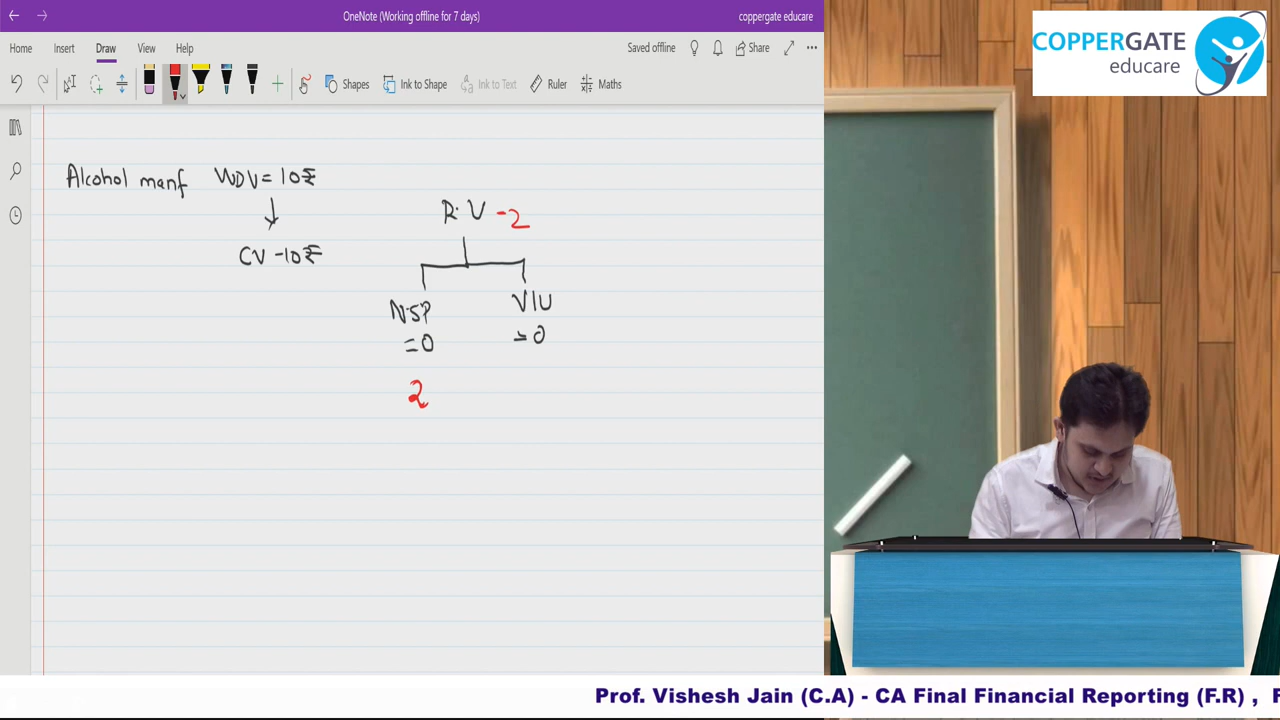 OneNote (Working offline for 7 days)
coppergate educare
Home Insert Draw View Help
Saved offline Share
Shapes Ink to Shape Ink to Text Ruler Maths
Alcohol manf WDV = 10₹
CV - 10₹
R.V - 2
N.SP VIU
= 0 = 0
2
COPPERGATE
educare
Prof. Vishesh Jain (C.A) - CA Final Financial Reporting (F.R) , F